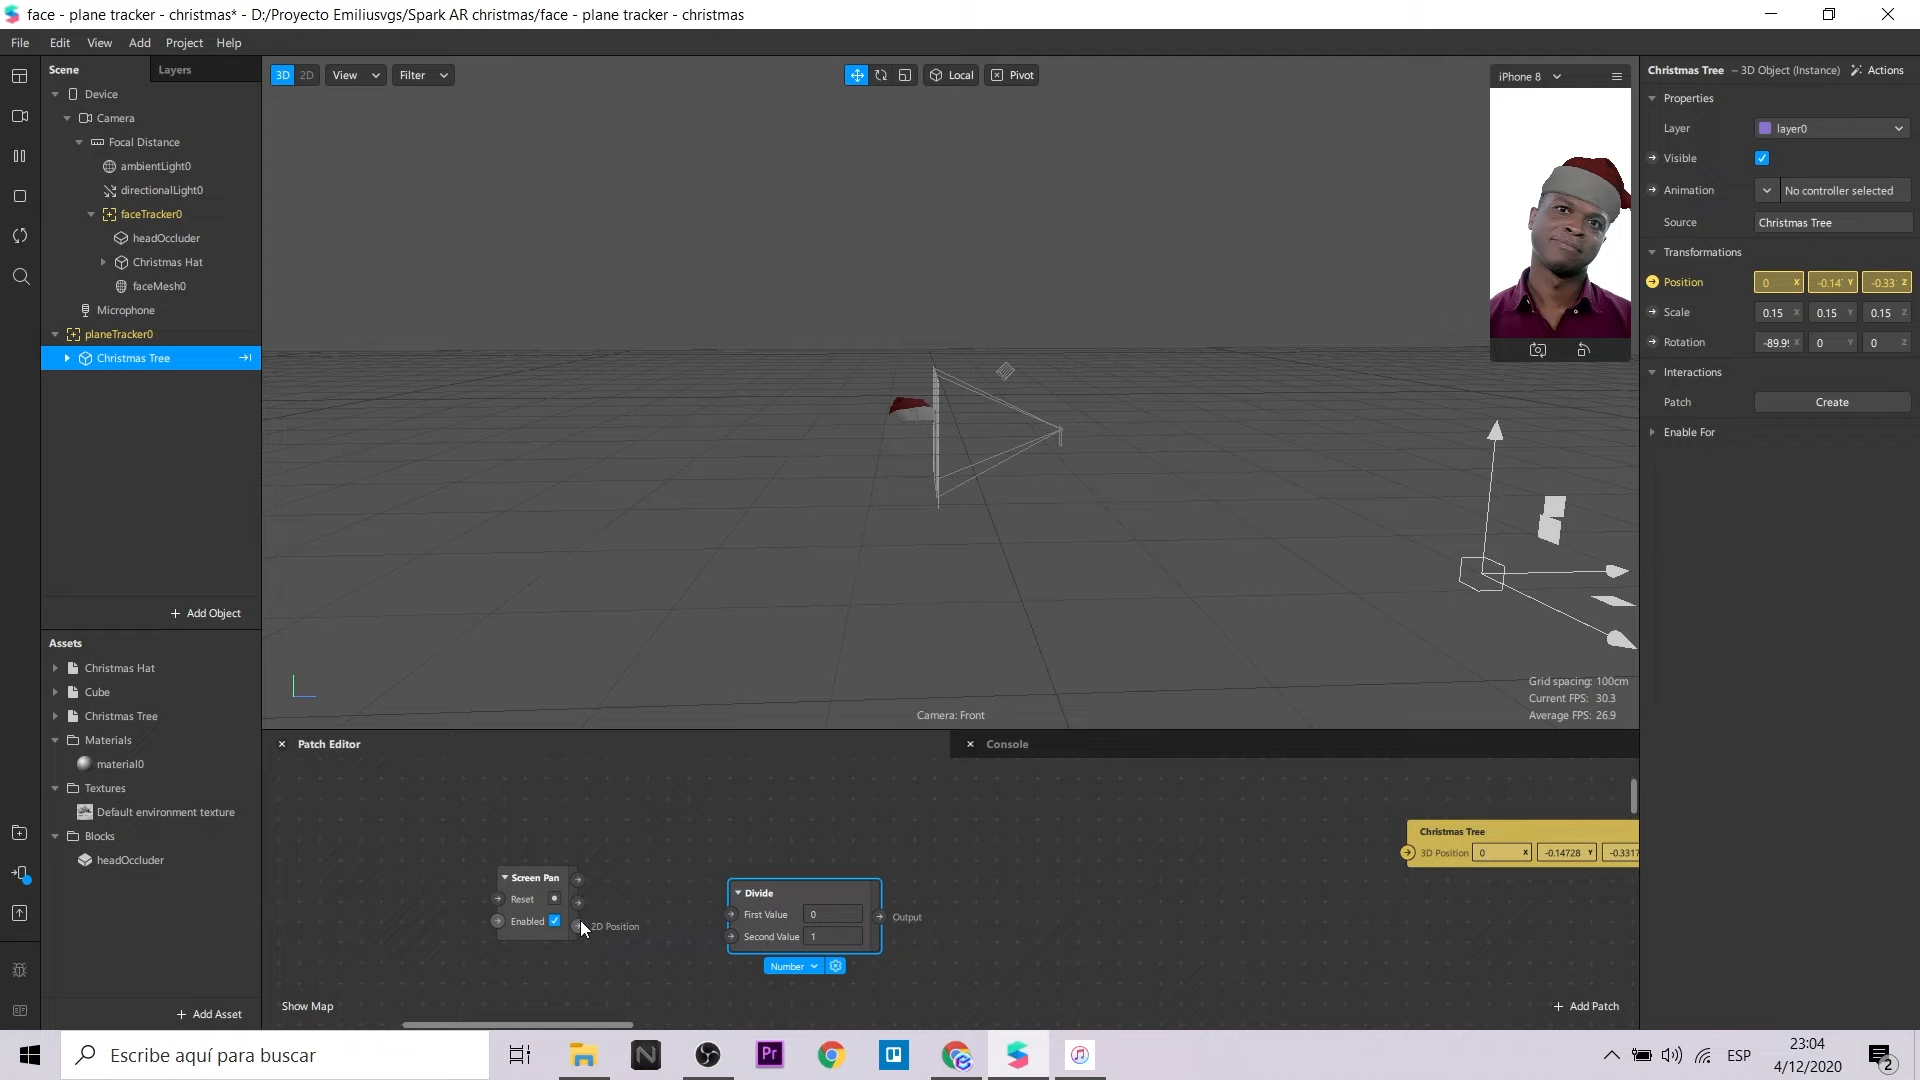 face - plane tracker - christmas* - D:/Proyecto Emiliusvgs/Spark AR christmas/face - plane tracker - christmas
File Edit View Add Project Help
Scene Layers
Device
Camera
Focal Distance
ambientLight0
directionalLight0
faceTracker0
headOccluder
Christmas Hat
faceMesh0
Microphone
planeTracker0
Christmas Tree
+ Add Object
Assets
Christmas Hat
Cube
Christmas Tree
Materials
material0
Textures
Default environment texture
Blocks
headOccluder
+ Add Asset
3D 2D View Filter
Local Pivot
iPhone 8
Grid spacing: 100cm
Current FPS: 30.3
Average FPS: 26.9
Camera: Front
Christmas Tree – 3D Object (Instance) Actions
Properties
Layer layer0
Visible
Animation No controller selected
Source Christmas Tree
Transformations
Position 0 X -0.14 Y -0.33 Z
Scale 0.15 X 0.15 Y 0.15 Z
Rotation -89.9 X 0 Y 0 Z
Interactions
Patch Create
Enable For
Patch Editor
Console
Screen Pan
Reset
Enabled
2D Position
Divide
First Value 0
Second Value 1
Output
Number
Christmas Tree
3D Position 0 X -0.14728 Y -0.3317
Show Map
+ Add Patch
Escribe aquí para buscar
N
Pr
ESP
23:04
4/12/2020
2